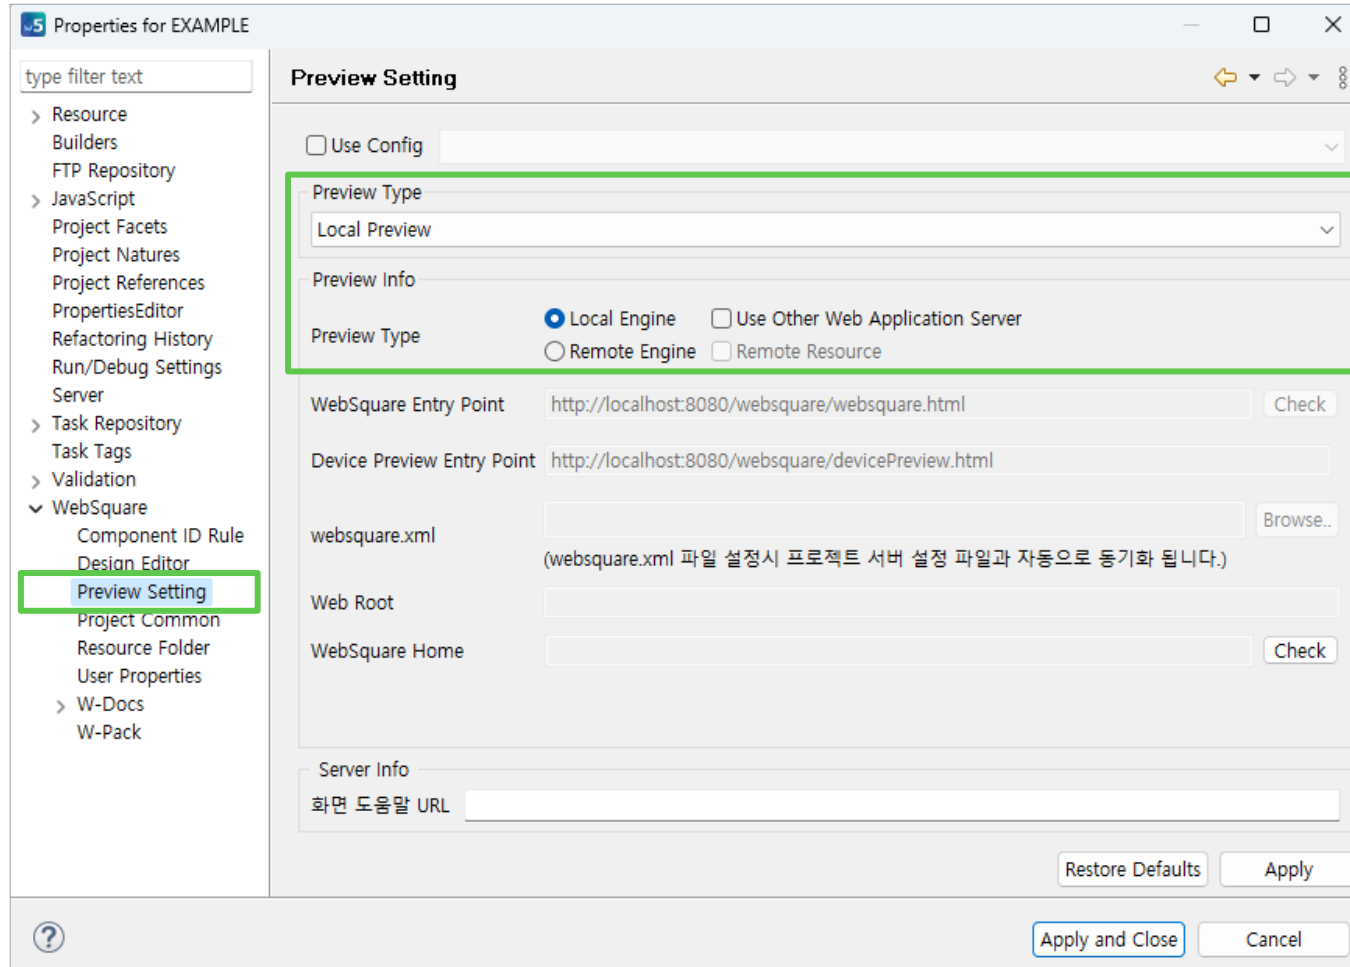 w5 Properties for EXAMPLE
type filter text
Resource
Builders
FTP Repository
JavaScript
Project Facets
Project Natures
Project References
PropertiesEditor
Refactoring History
Run/Debug Settings
Server
Task Repository
Task Tags
Validation
WebSquare
Component ID Rule
Design Editor
Preview Setting
Project Common
Resource Folder
User Properties
W-Docs
W-Pack
Preview Setting
Use Config
Preview Type
Local Preview
Preview Info
Preview Type
Local Engine Use Other Web Application Server
Remote Engine Remote Resource
WebSquare Entry Point http://localhost:8080/websquare/websquare.html Check
Device Preview Entry Point http://localhost:8080/websquare/devicePreview.html
websquare.xml Browse..
(websquare.xml 파일 설정시 프로젝트 서버 설정 파일과 자동으로 동기화 됩니다.)
Web Root
WebSquare Home Check
Server Info
화면 도움말 URL
Restore Defaults Apply
? Apply and Close Cancel